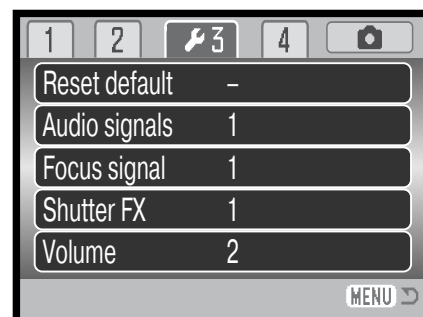 1 2 3 4
Reset default –
Audio signals 1
Focus signal 1
Shutter FX 1
Volume 2
MENU